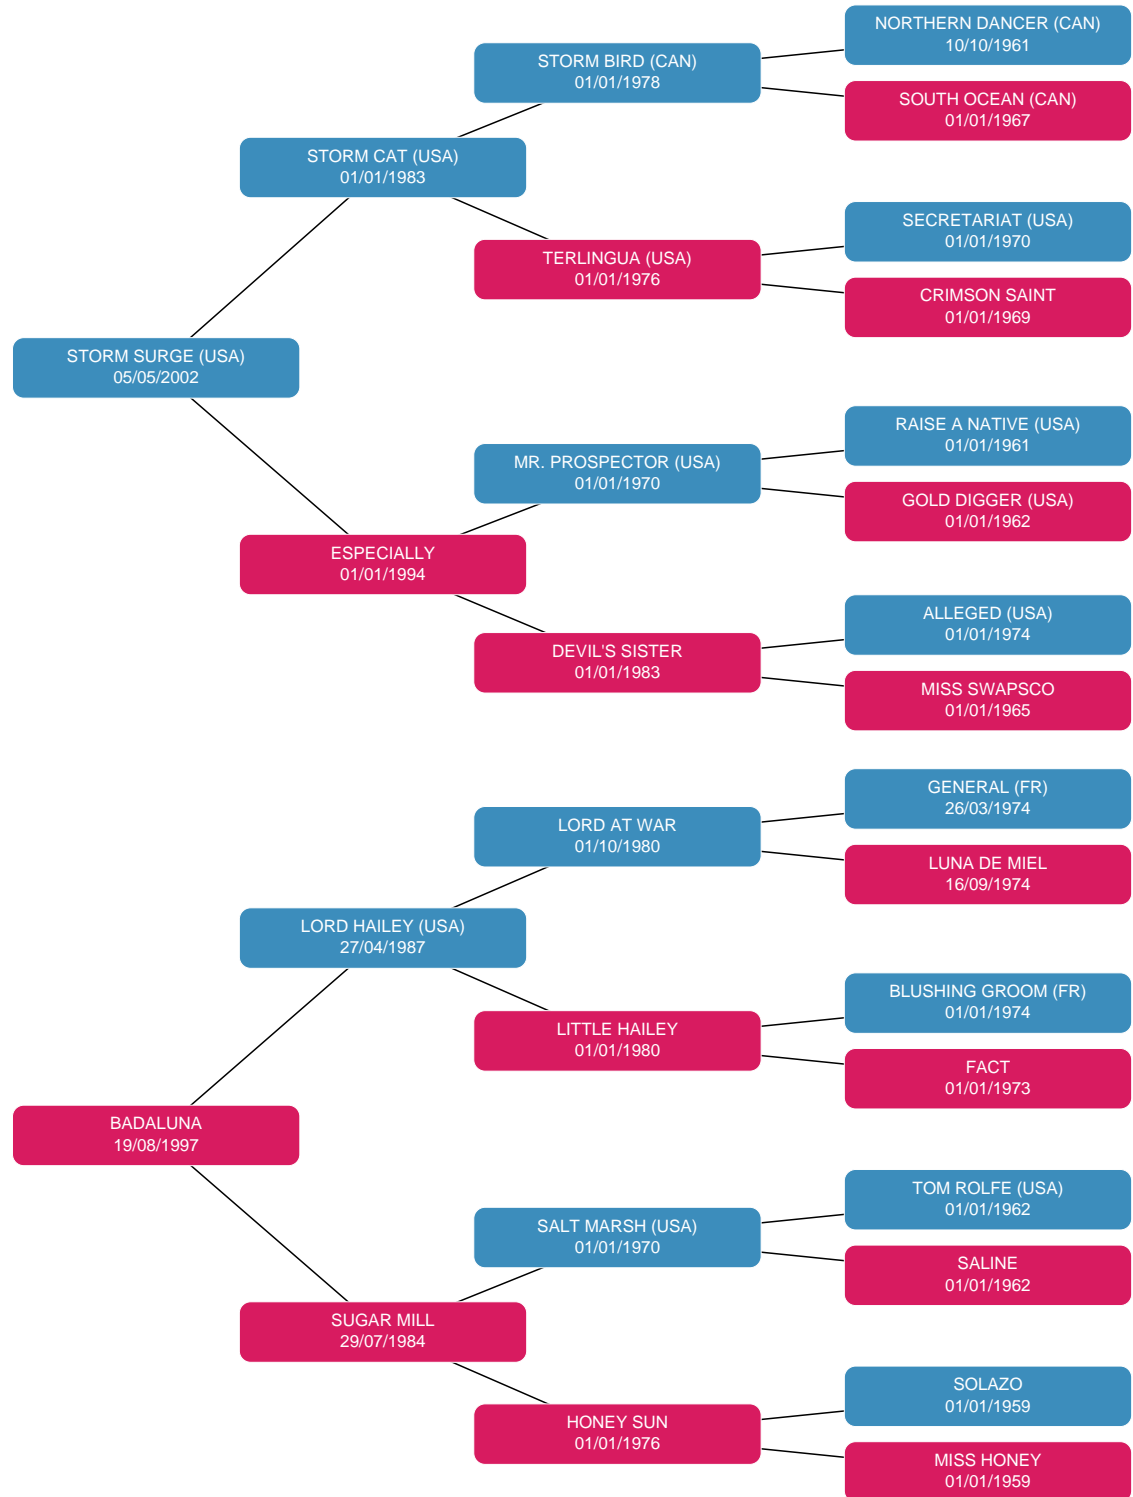 NORTHERN DANCER (CAN)
10/10/1961
STORM BIRD (CAN)
01/01/1978
SOUTH OCEAN (CAN)
01/01/1967
STORM CAT (USA)
01/01/1983
SECRETARIAT (USA)
01/01/1970
TERLINGUA (USA)
01/01/1976
CRIMSON SAINT
01/01/1969
STORM SURGE (USA)
05/05/2002
RAISE A NATIVE (USA)
01/01/1961
MR. PROSPECTOR (USA)
01/01/1970
GOLD DIGGER (USA)
01/01/1962
ESPECIALLY
01/01/1994
ALLEGED (USA)
01/01/1974
DEVIL'S SISTER
01/01/1983
MISS SWAPSCO
01/01/1965
GENERAL (FR)
26/03/1974
LORD AT WAR
01/10/1980
LUNA DE MIEL
16/09/1974
LORD HAILEY (USA)
27/04/1987
BLUSHING GROOM (FR)
01/01/1974
LITTLE HAILEY
01/01/1980
FACT
01/01/1973
BADALUNA
19/08/1997
TOM ROLFE (USA)
01/01/1962
SALT MARSH (USA)
01/01/1970
SALINE
01/01/1962
SUGAR MILL
29/07/1984
SOLAZO
01/01/1959
HONEY SUN
01/01/1976
MISS HONEY
01/01/1959